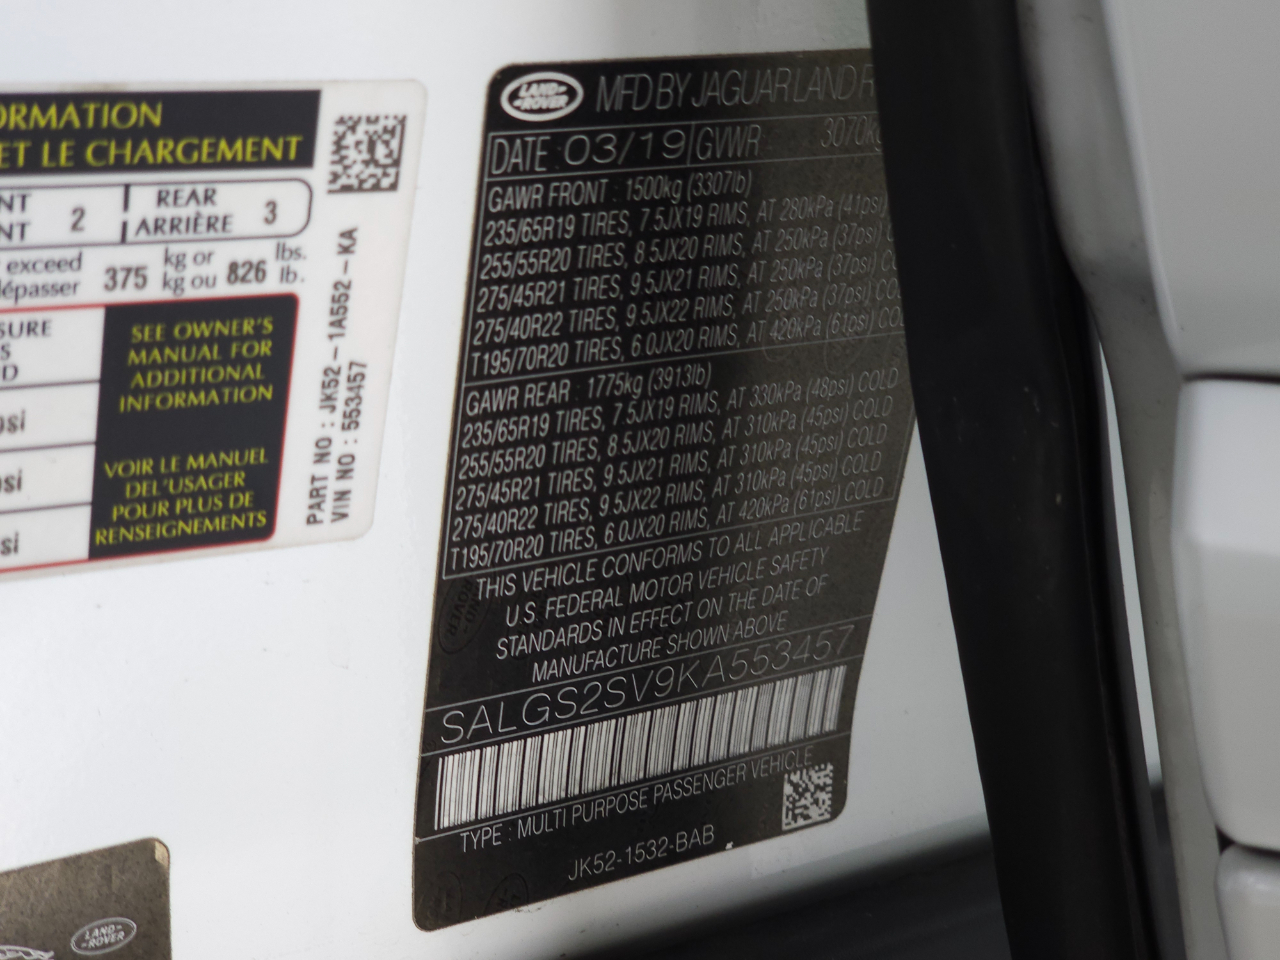 ORMATION
ET LE CHARGEMENT
NT 2 REAR 3
NT ARRIÈRE
exceed 375 kg or 826 lbs.
dépasser kg ou lb.
SURE
S
D
psi
psi
si
SEE OWNER'S
MANUAL FOR
ADDITIONAL
INFORMATION
VOIR LE MANUEL
DEL'USAGER
POUR PLUS DE
RENSEIGNEMENTS
PART NO : JK52-1A552-KA
VIN NO : 553457
LAND-
-ROVER
MFD BY JAGUAR LAND R
DATE 03/19 GVWR 3070kg
GAWR FRONT : 1500kg (3307lb)
235/65R19 TIRES, 7.5JX19 RIMS, AT 280kPa (41psi)
255/55R20 TIRES, 8.5JX20 RIMS, AT 250kPa (37psi) C
275/45R21 TIRES, 9.5JX21 RIMS, AT 250kPa (37psi) CO
275/40R22 TIRES, 9.5JX22 RIMS, AT 250kPa (37psi) CO
T195/70R20 TIRES, 6.0JX20 RIMS, AT 420kPa (61psi) CO
GAWR REAR : 1775kg (3913lb)
235/65R19 TIRES, 7.5JX19 RIMS, AT 330kPa (48psi) COLD
255/55R20 TIRES, 8.5JX20 RIMS, AT 310kPa (45psi) COLD
275/45R21 TIRES, 9.5JX21 RIMS, AT 310kPa (45psi) COLD
275/40R22 TIRES, 9.5JX22 RIMS, AT 310kPa (45psi) COLD
T195/70R20 TIRES, 6.0JX20 RIMS, AT 420kPa (61psi) COLD
THIS VEHICLE CONFORMS TO ALL APPLICABLE
U.S. FEDERAL MOTOR VEHICLE SAFETY
STANDARDS IN EFFECT ON THE DATE OF
MANUFACTURE SHOWN ABOVE
SALGS2SV9KA553457
TYPE : MULTI PURPOSE PASSENGER VEHICLE
JK52-1532-BAB
LAND-
-ROVER